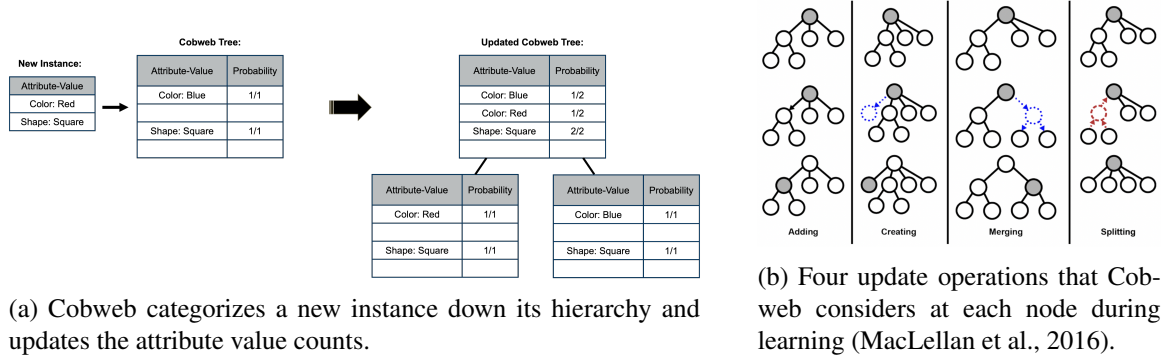 New Instance:
Attribute-Value
Color: Red
Shape: Square
Cobweb Tree:
Attribute-Value Probability
Color: Blue 1/1
Shape: Square 1/1
Updated Cobweb Tree:
Attribute-Value Probability
Color: Blue 1/2
Color: Red 1/2
Shape: Square 2/2
Attribute-Value Probability
Color: Red 1/1
Shape: Square 1/1
Attribute-Value Probability
Color: Blue 1/1
Shape: Square 1/1
(a) Cobweb categorizes a new instance down its hierarchy and
updates the attribute value counts.
Adding Creating Merging Splitting
(b) Four update operations that Cob-
web considers at each node during
learning (MacLellan et al., 2016).